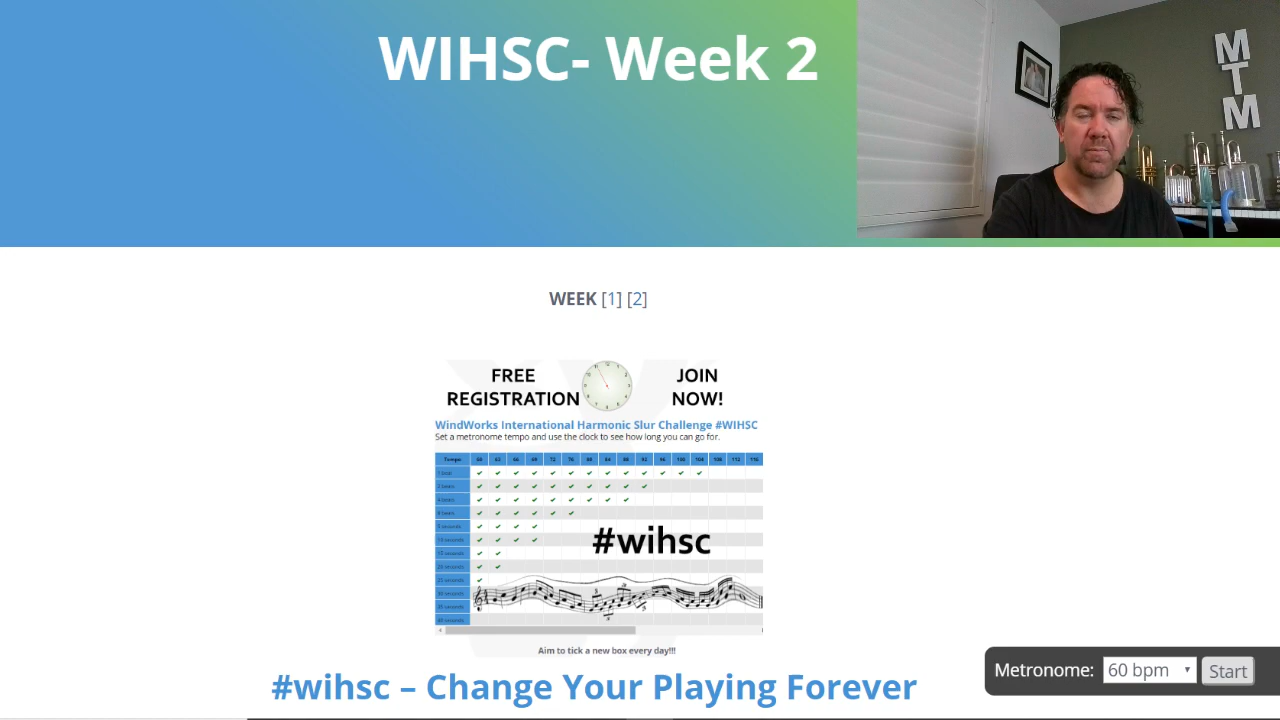 WIHSC- Week 2
M
T
M
WEEK [1] [2]
FREE REGISTRATION
JOIN NOW!
WindWorks International Harmonic Slur Challenge #WIHSC
Set a metronome tempo and use the clock to see how long you can go for.
Tempo
#wihsc
Aim to tick a new box every day!!!
#wihsc – Change Your Playing Forever
Metronome: 60 bpm Start